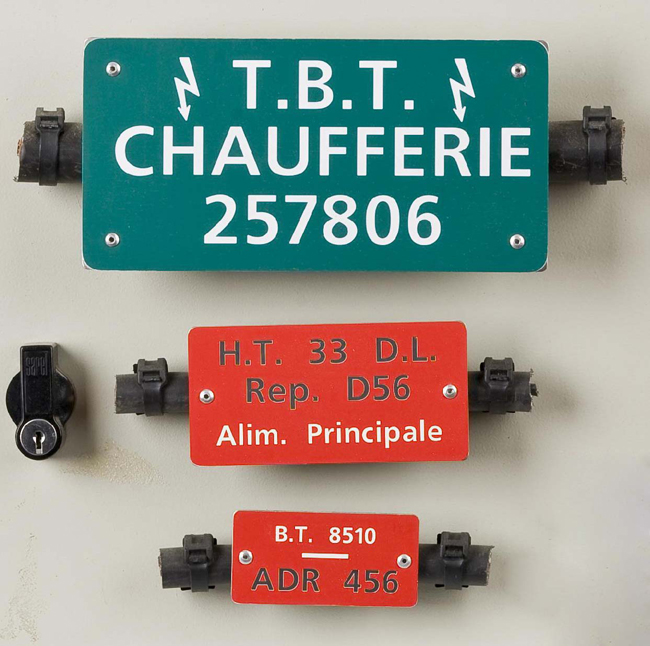 T.B.T.
CHAUFFERIE
257806
H.T. 33 D.L.
Rep. D56
Alim. Principale
B.T. 8510
ADR 456